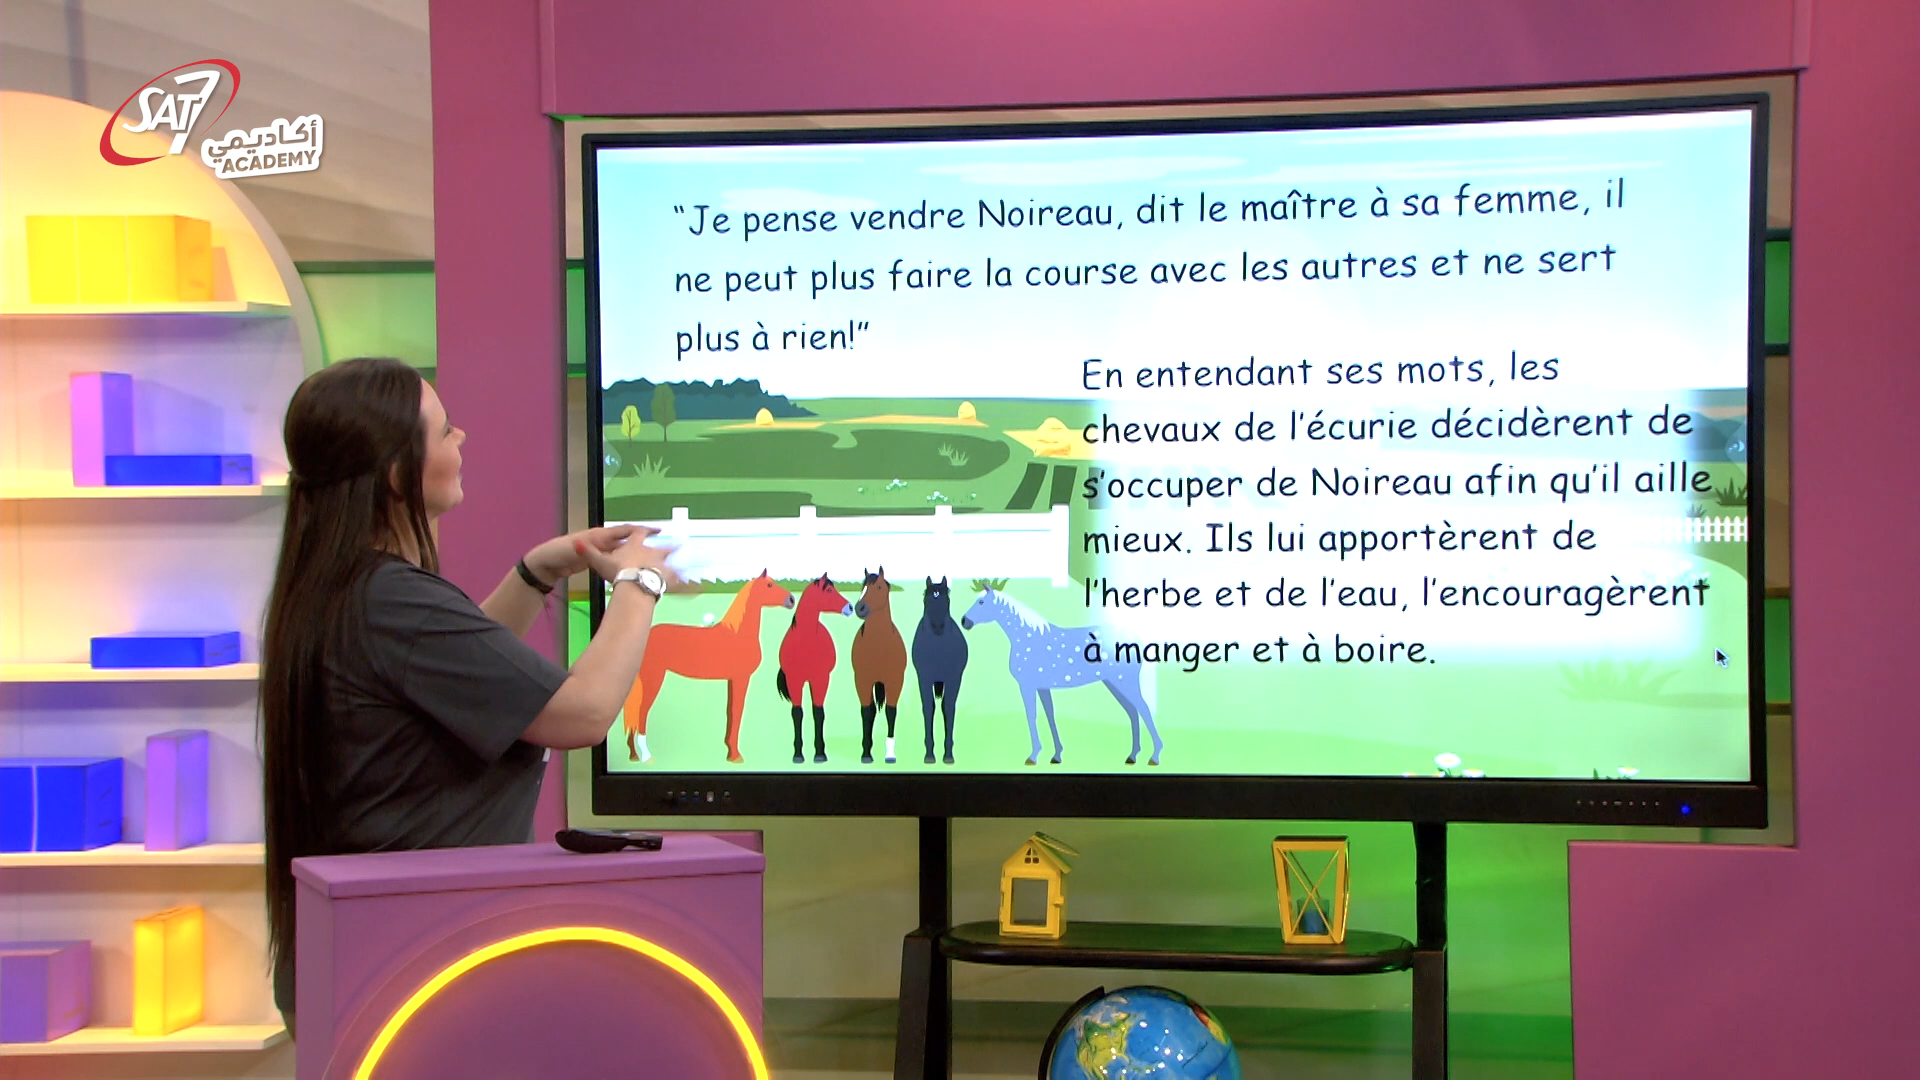 SAT7
أكاديمي
ACADEMY
“Je pense vendre Noireau, dit le maître à sa femme, il
ne peut plus faire la course avec les autres et ne sert
plus à rien!”
En entendant ses mots, les
chevaux de l'écurie décidèrent de
s'occuper de Noireau afin qu'il aille
mieux. Ils lui apportèrent de
l'herbe et de l'eau, l'encouragèrent
à manger et à boire.